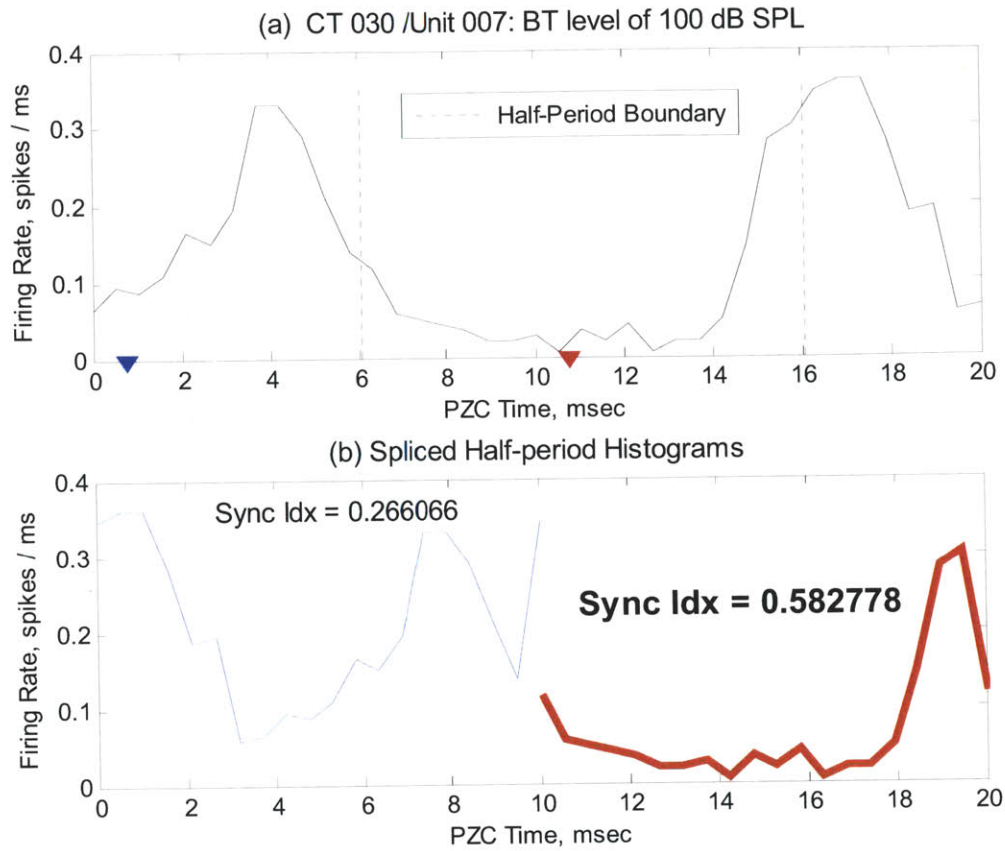 (a) CT 030 /Unit 007: BT level of 100 dB SPL
0.4
0.3
0.2
0.1
0
Firing Rate, spikes / ms
Half-Period Boundary
0 2 4 6 8 10 12 14 16 18 20
PZC Time, msec
(b) Spliced Half-period Histograms
0.4
0.3
0.2
0.1
0
Firing Rate, spikes / ms
Sync Idx = 0.266066
Sync Idx = 0.582778
0 2 4 6 8 10 12 14 16 18 20
PZC Time, msec